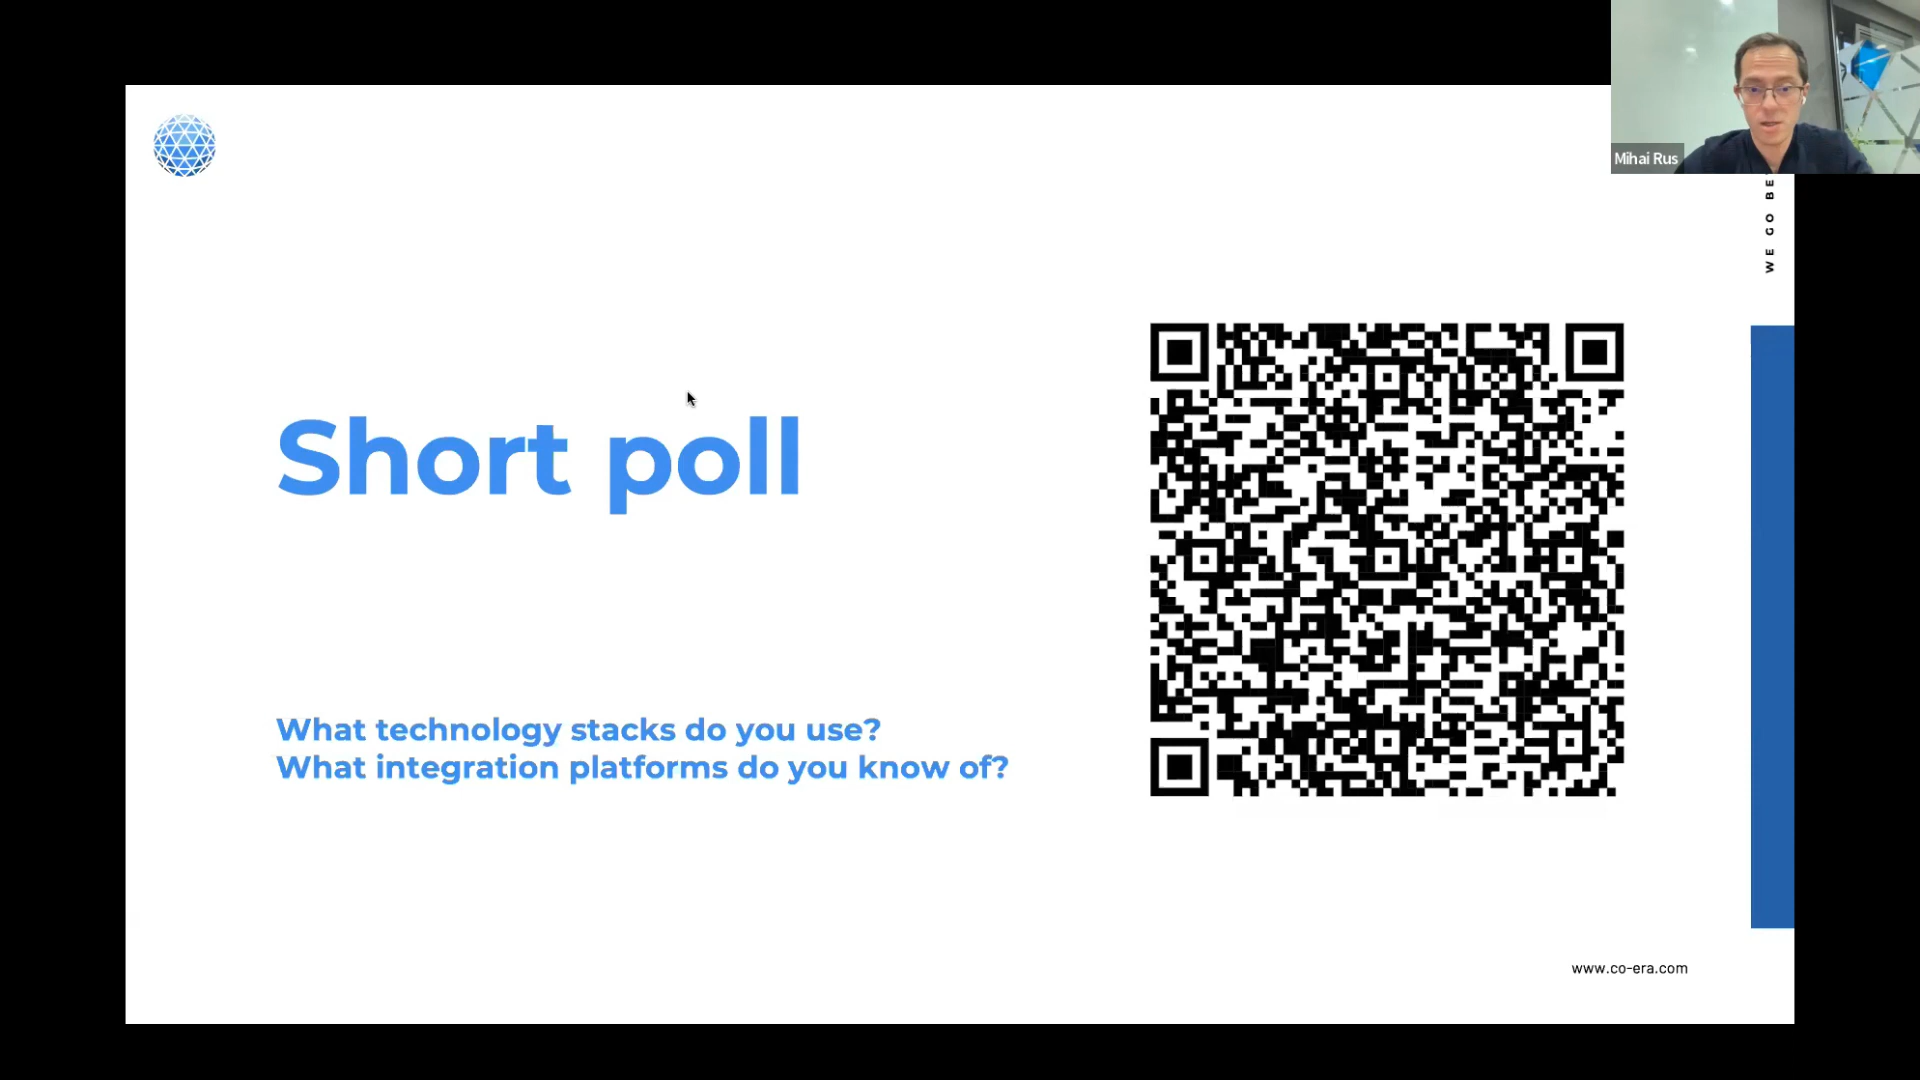 Mihai Rus
WE GO BE
Short poll
What technology stacks do you use?
What integration platforms do you know of?
www.co-era.com